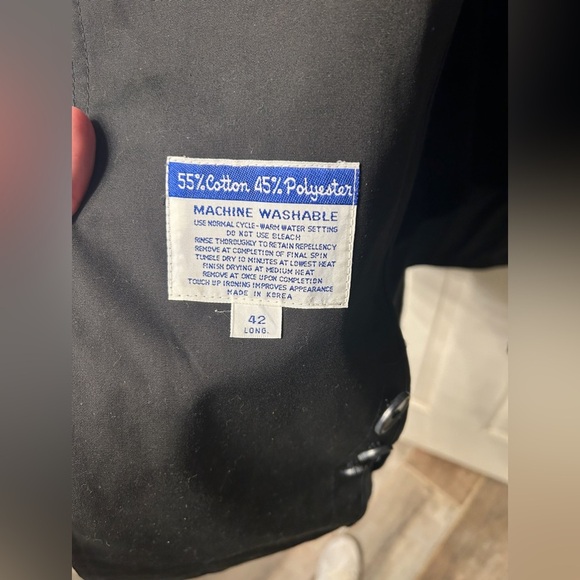 55% Cotton 45% Polyester
MACHINE WASHABLE
USE NORMAL CYCLE-WARM WATER SETTING
DO NOT USE BLEACH
RINSE THOROUGHLY TO RETAIN REPELLENCY
REMOVE AT COMPLETION OF FINAL SPIN
TUMBLE DRY 10 MINUTES AT LOWEST HEAT
FINISH DRYING AT MEDIUM HEAT
REMOVE AT ONCE UPON COMPLETION
TOUCH UP IRONING IMPROVES APPEARANCE
MADE IN KOREA
42
LONG.